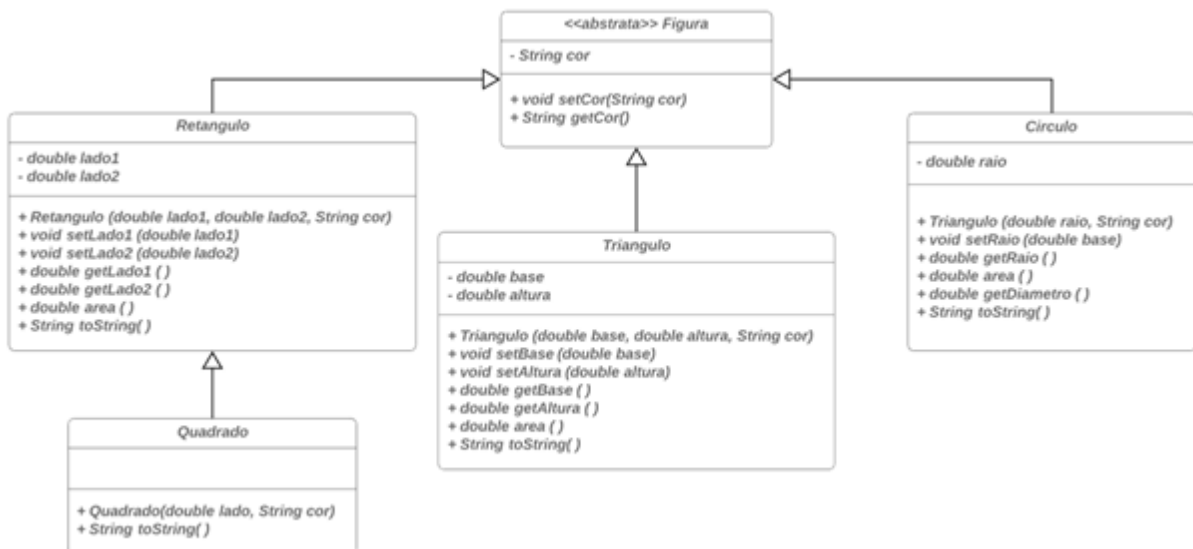 <<abstrata>> Figura
- String cor
+ void setCor(String cor)
+ String getCor()
Retangulo
- double lado1
- double lado2
+ Retangulo (double lado1, double lado2, String cor)
+ void setLado1 (double lado1)
+ void setLado2 (double lado2)
+ double getLado1 ( )
+ double getLado2 ( )
+ double area ( )
+ String toString( )
Triangulo
- double base
- double altura
+ Triangulo (double base, double altura, String cor)
+ void setBase (double base)
+ void setAltura (double altura)
+ double getBase ( )
+ double getAltura ( )
+ double area ( )
+ String toString( )
Circulo
- double raio
+ Triangulo (double raio, String cor)
+ void setRaio (double base)
+ double getRaio ( )
+ double area ( )
+ double getDiametro ( )
+ String toString( )
Quadrado
+ Quadrado(double lado, String cor)
+ String toString( )